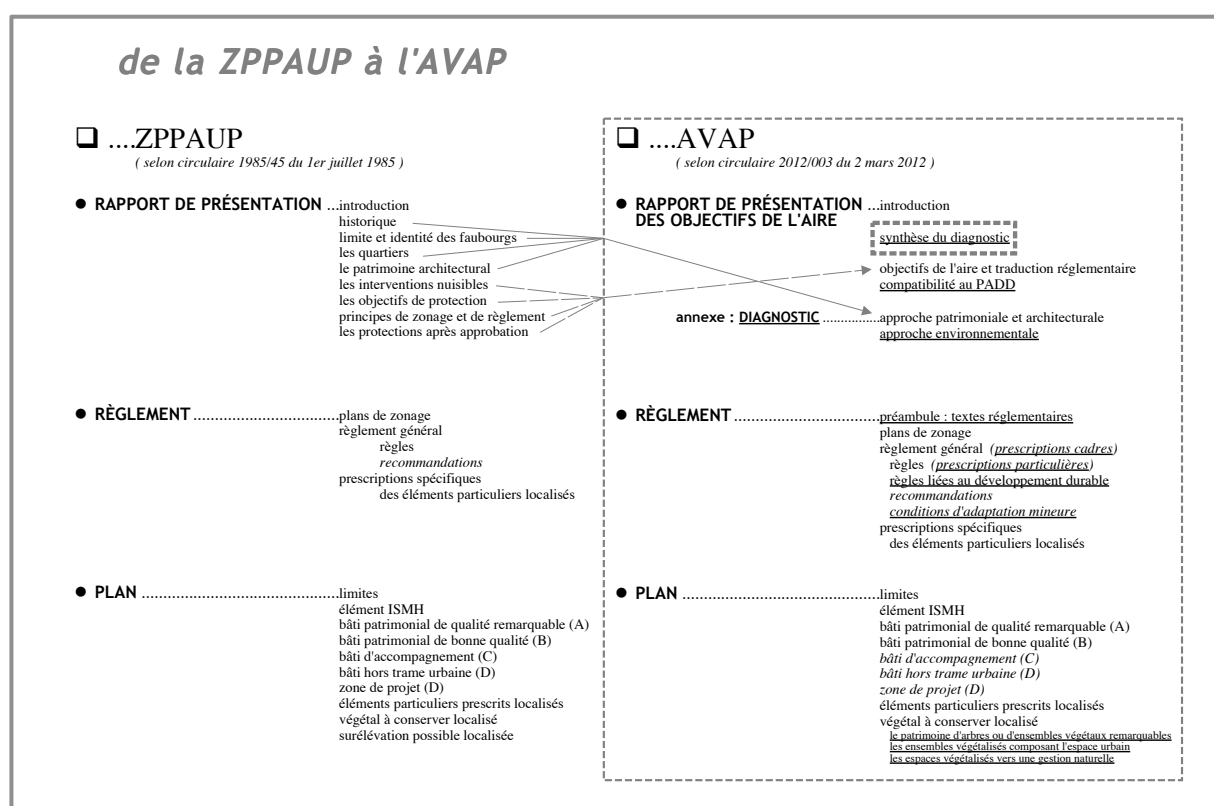 de la ZPPAUP à l'AVAP
❑ ....ZPPAUP
( selon circulaire 1985/45 du 1er juillet 1985 )
● RAPPORT DE PRÉSENTATION ...introduction
historique
limite et identité des faubourgs
les quartiers
le patrimoine architectural
les interventions nuisibles
les objectifs de protection
principes de zonage et de règlement
les protections après approbation
● RÈGLEMENT ................................plans de zonage
règlement général
règles
recommandations
prescriptions spécifiques
des éléments particuliers localisés
● PLAN ............................................limites
élément ISMH
bâti patrimonial de qualité remarquable (A)
bâti patrimonial de bonne qualité (B)
bâti d'accompagnement (C)
bâti hors trame urbaine (D)
zone de projet (D)
éléments particuliers prescrits localisés
végétal à conserver localisé
surélévation possible localisée
❑ ....AVAP
( selon circulaire 2012/003 du 2 mars 2012 )
● RAPPORT DE PRÉSENTATION ...introduction
DES OBJECTIFS DE L'AIRE
synthèse du diagnostic
objectifs de l'aire et traduction réglementaire
compatibilité au PADD
annexe : DIAGNOSTIC ................approche patrimoniale et architecturale
approche environnementale
● RÈGLEMENT ................................préambule : textes réglementaires
plans de zonage
règlement général (prescriptions cadres)
règles (prescriptions particulières)
règles liées au développement durable
recommandations
conditions d'adaptation mineure
prescriptions spécifiques
des éléments particuliers localisés
● PLAN ............................................limites
élément ISMH
bâti patrimonial de qualité remarquable (A)
bâti patrimonial de bonne qualité (B)
bâti d'accompagnement (C)
bâti hors trame urbaine (D)
zone de projet (D)
éléments particuliers prescrits localisés
végétal à conserver localisé
le patrimoine d'arbres ou d'ensembles végétaux remarquables
les ensembles végétalisés composant l'espace urbain
les espaces végétalisés vers une gestion naturelle